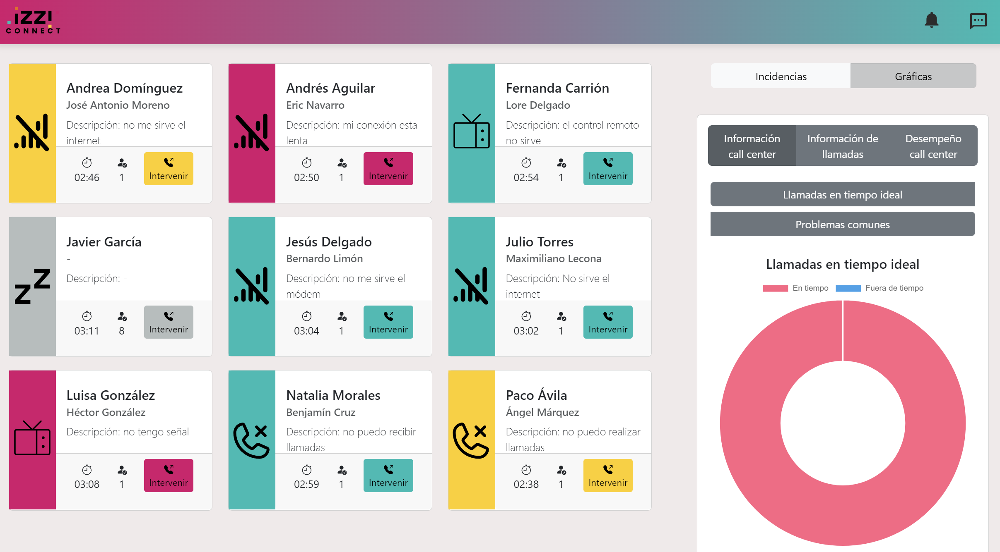 izzi
CONNECT
Andrea Domínguez
José Antonio Moreno
Descripción: no me sirve el
internet
02:46
1
Intervenir
Andrés Aguilar
Eric Navarro
Descripción: mi conexión esta
lenta
02:50
1
Intervenir
Fernanda Carrión
Lore Delgado
Descripción: el control remoto
no sirve
02:54
1
Intervenir
Javier García
-
Descripción: -
03:11
8
Intervenir
Jesús Delgado
Bernardo Limón
Descripción: no me sirve el
módem
03:04
1
Intervenir
Julio Torres
Maximiliano Lecona
Descripción: No sirve el
internet
03:02
1
Intervenir
Luisa González
Héctor González
Descripción: no tengo señal
03:08
1
Intervenir
Natalia Morales
Benjamín Cruz
Descripción: no puedo recibir
llamadas
02:59
1
Intervenir
Paco Ávila
Ángel Márquez
Descripción: no puedo realizar
llamadas
02:38
1
Intervenir
Incidencias
Gráficas
Información
call center
Información de
llamadas
Desempeño
call center
Llamadas en tiempo ideal
Problemas comunes
Llamadas en tiempo ideal
En tiempo
Fuera de tiempo